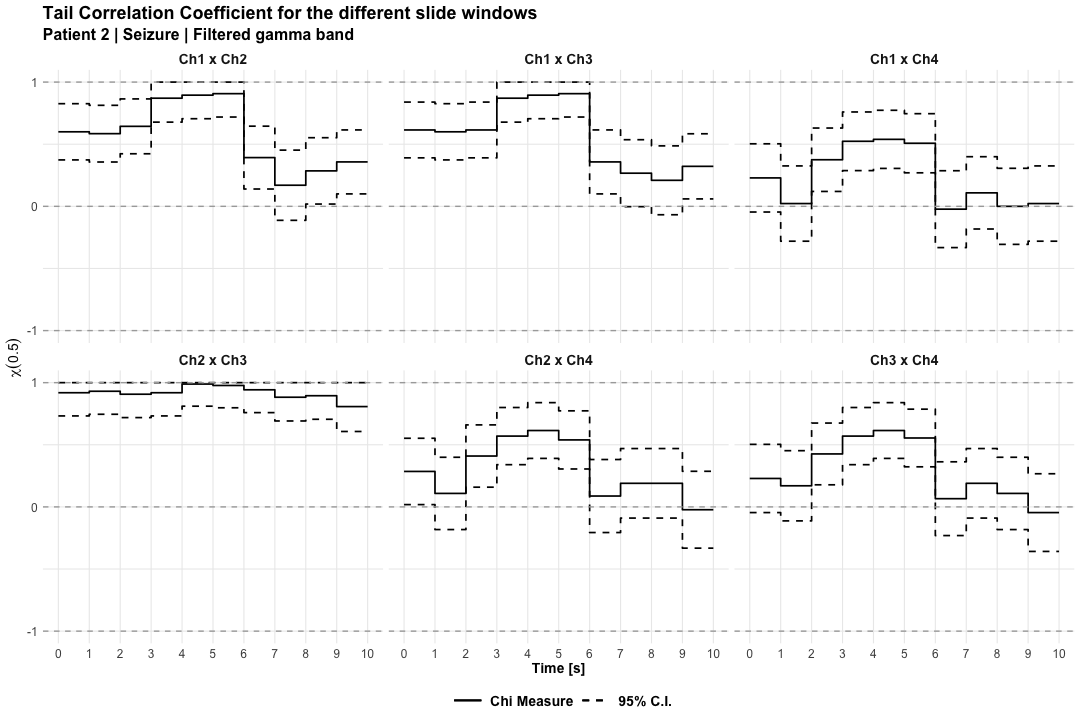 Tail Correlation Coefficient for the different slide windows
Patient 2 | Seizure | Filtered gamma band
Ch1 x Ch2 Ch1 x Ch3 Ch1 x Ch4
1
0
-1
χ(0.5)
Ch2 x Ch3 Ch2 x Ch4 Ch3 x Ch4
1
0
-1
0 1 2 3 4 5 6 7 8 9 10 0 1 2 3 4 5 6 7 8 9 10 0 1 2 3 4 5 6 7 8 9 10
Time [s]
Chi Measure 95% C.I.